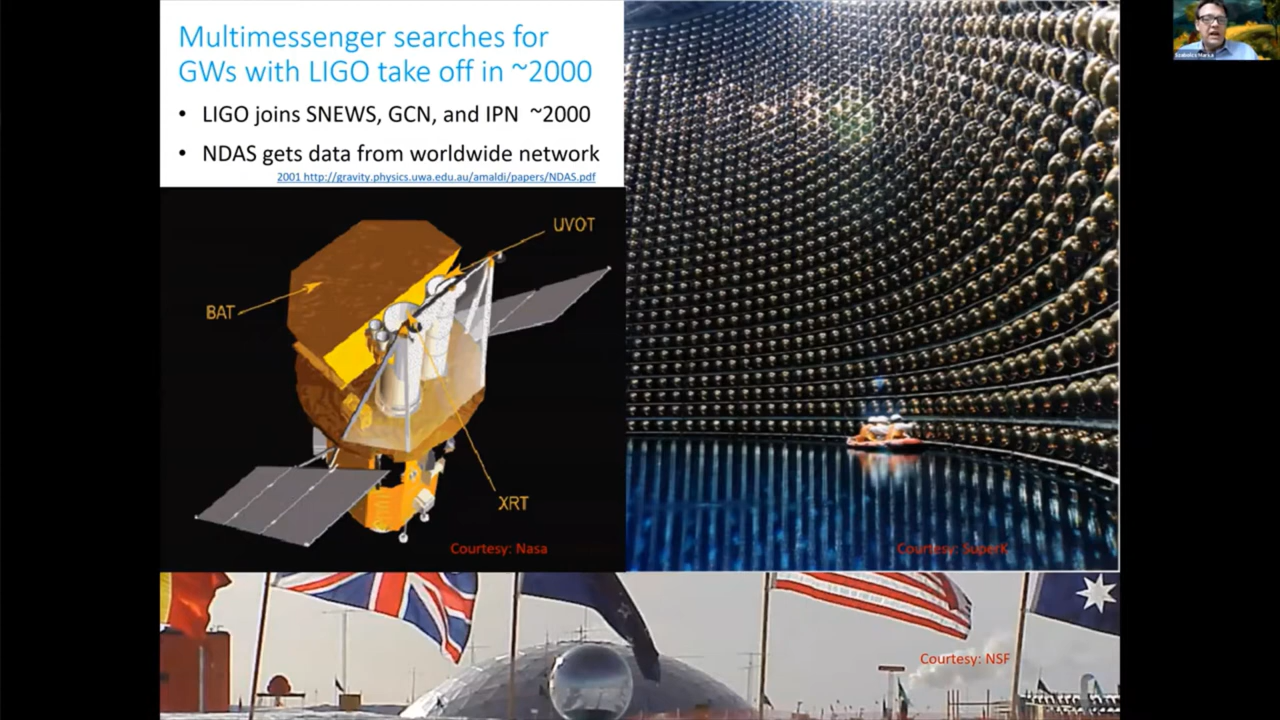 Multimessenger searches for
GWs with LIGO take off in ~2000
• LIGO joins SNEWS, GCN, and IPN ~2000
• NDAS gets data from worldwide network
2001 http://gravity.physics.uwa.edu.au/amaldi/papers/NDAS.pdf
UVOT
BAT
XRT
Courtesy: Nasa
Courtesy: SuperK
Courtesy: NSF
Szabolcs Marka